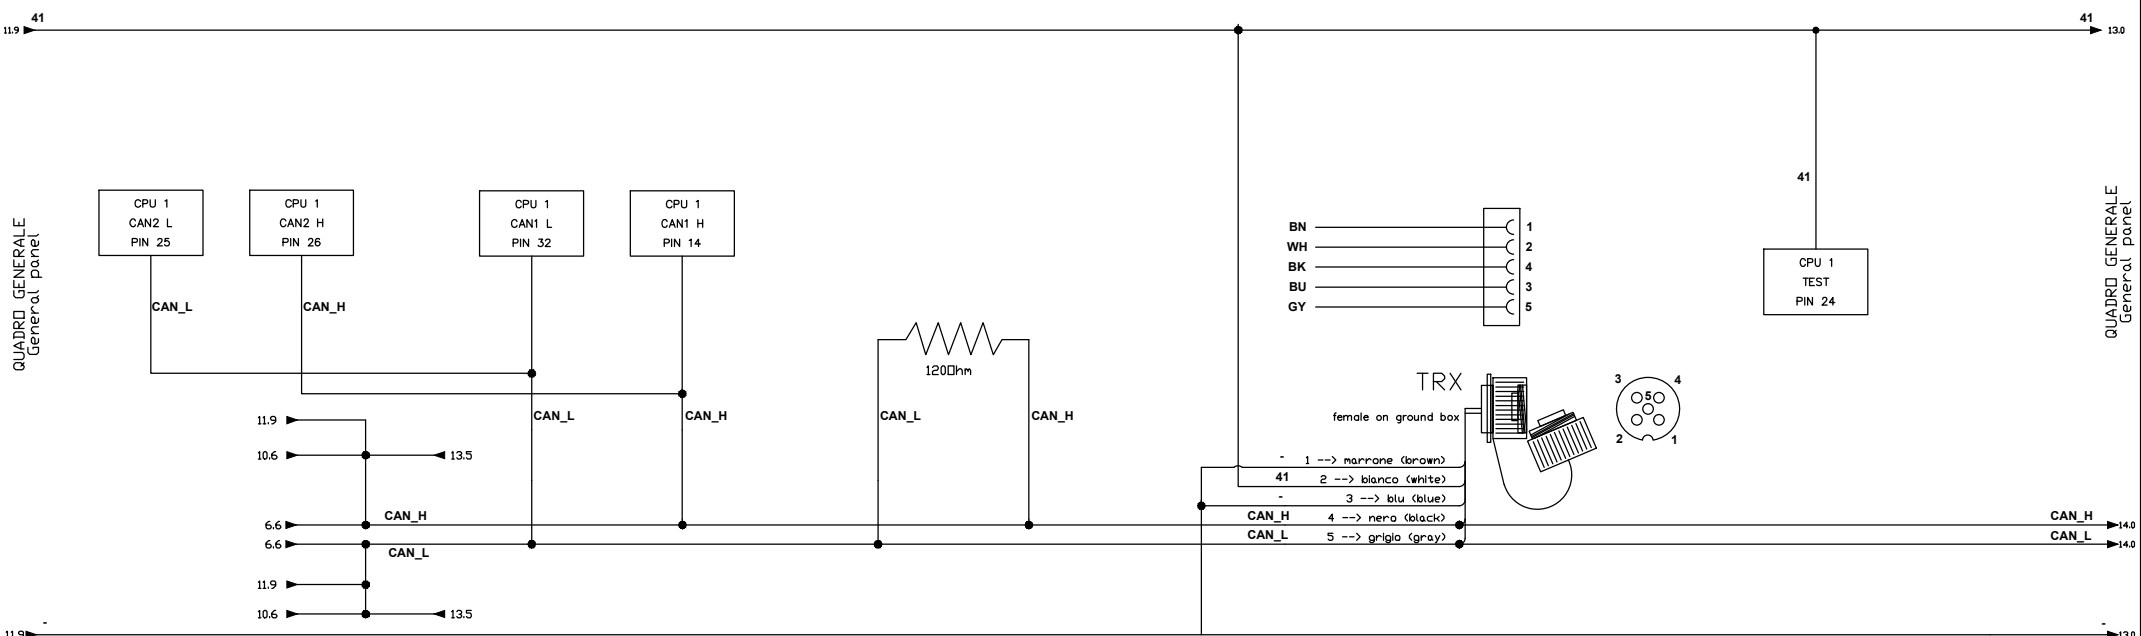 41
41
11.9
13.0
CPU 1
CAN2 L
PIN 25
CPU 1
CAN2 H
PIN 26
CPU 1
CAN1 L
PIN 32
CPU 1
CAN1 H
PIN 14
41
QUADRO GENERALE
General panel
QUADRO GENERALE
General panel
BN
WH
BK
BU
GY
1
2
4
3
5
CPU 1
TEST
PIN 24
CAN_L
CAN_H
120Ohm
TRX
female on ground box
3
4
5
2
1
CAN_L
CAN_H
CAN_L
CAN_H
11.9
10.6
13.5
- 1 --> marrone (brown)
41 2 --> bianco (white)
- 3 --> blu (blue)
CAN_H 4 --> nero (black)
CAN_L 5 --> grigio (gray)
6.6
CAN_H
6.6
CAN_L
CAN_H
14.0
CAN_L
14.0
11.9
10.6
13.5
-
-
11.9
13.0